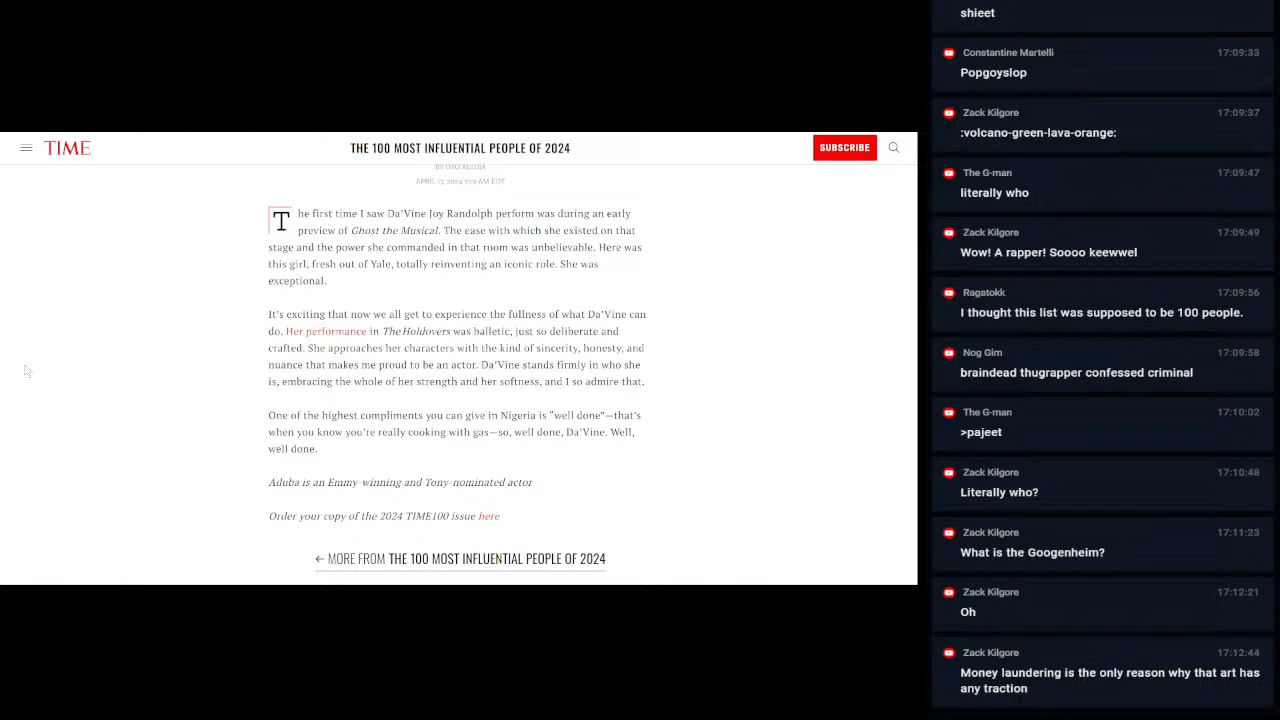 TIME
THE 100 MOST INFLUENTIAL PEOPLE OF 2024
SUBSCRIBE
BY UZO ADUBA
APRIL 17, 2024 7:10 AM EDT
The first time I saw Da’Vine Joy Randolph perform was during an early
preview of Ghost the Musical. The ease with which she existed on that
stage and the power she commanded in that room was unbelievable. Here was
this girl, fresh out of Yale, totally reinventing an iconic role. She was
exceptional.
It’s exciting that now we all get to experience the fullness of what Da’Vine can
do. Her performance in The Holdovers was balletic, just so deliberate and
crafted. She approaches her characters with the kind of sincerity, honesty, and
nuance that makes me proud to be an actor. Da’Vine stands firmly in who she
is, embracing the whole of her strength and her softness, and I so admire that.
One of the highest compliments you can give in Nigeria is “well done”—that’s
when you know you’re really cooking with gas—so, well done, Da’Vine. Well,
well done.
Aduba is an Emmy-winning and Tony-nominated actor
Order your copy of the 2024 TIME100 issue here
← MORE FROM THE 100 MOST INFLUENTIAL PEOPLE OF 2024
shieet
Constantine Martelli 17:09:33
Popgoyslop
Zack Kilgore 17:09:37
:volcano-green-lava-orange:
The G-man 17:09:47
literally who
Zack Kilgore 17:09:49
Wow! A rapper! Soooo keewwel
Ragatokk 17:09:56
I thought this list was supposed to be 100 people.
Nog Gim 17:09:58
braindead thugrapper confessed criminal
The G-man 17:10:02
>pajeet
Zack Kilgore 17:10:48
Literally who?
Zack Kilgore 17:11:23
What is the Googenheim?
Zack Kilgore 17:12:21
Oh
Zack Kilgore 17:12:44
Money laundering is the only reason why that art has
any traction